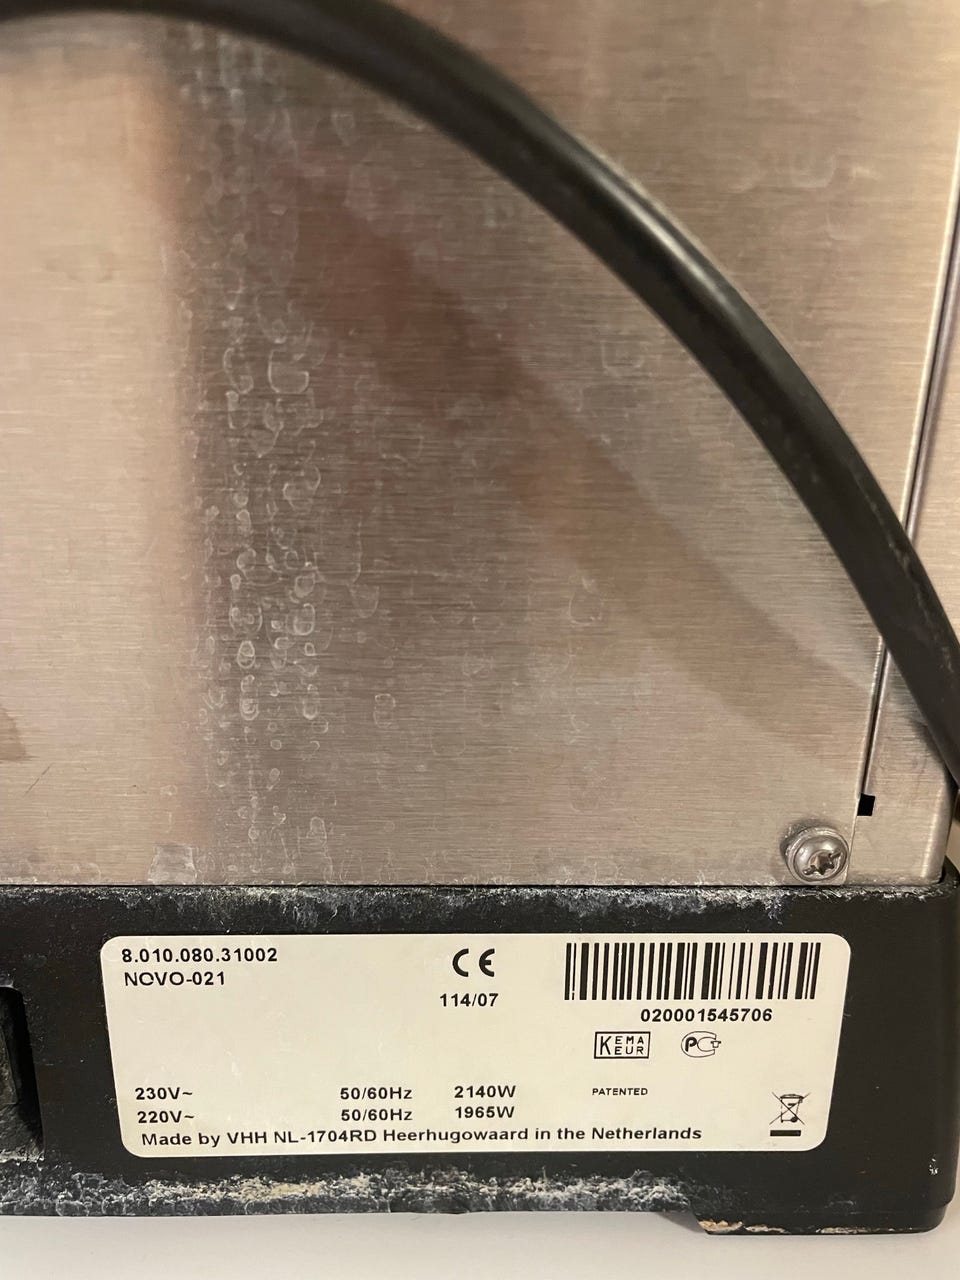 8.010.080.31002
NOVO-021
CE
114/07
020001545706
KEMA
KEUR
PG
PATENTED
230V~ 50/60Hz 2140W
220V~ 50/60Hz 1965W
Made by VHH NL-1704RD Heerhugowaard in the Netherlands